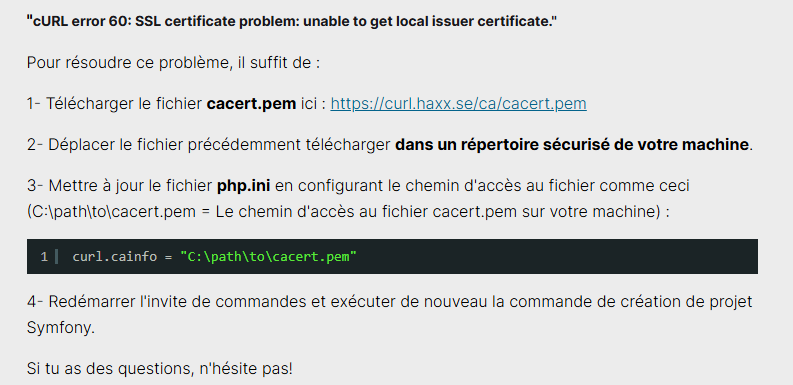 "cURL error 60: SSL certificate problem: unable to get local issuer certificate."
Pour résoudre ce problème, il suffit de :
1- Télécharger le fichier cacert.pem ici : https://curl.haxx.se/ca/cacert.pem
2- Déplacer le fichier précédemment télécharger dans un répertoire sécurisé de votre machine.
3- Mettre à jour le fichier php.ini en configurant le chemin d'accès au fichier comme ceci
(C:\path\to\cacert.pem = Le chemin d'accès au fichier cacert.pem sur votre machine) :
1 curl.cainfo = "C:\path\to\cacert.pem"
4- Redémarrer l'invite de commandes et exécuter de nouveau la commande de création de projet
Symfony.
Si tu as des questions, n'hésite pas!